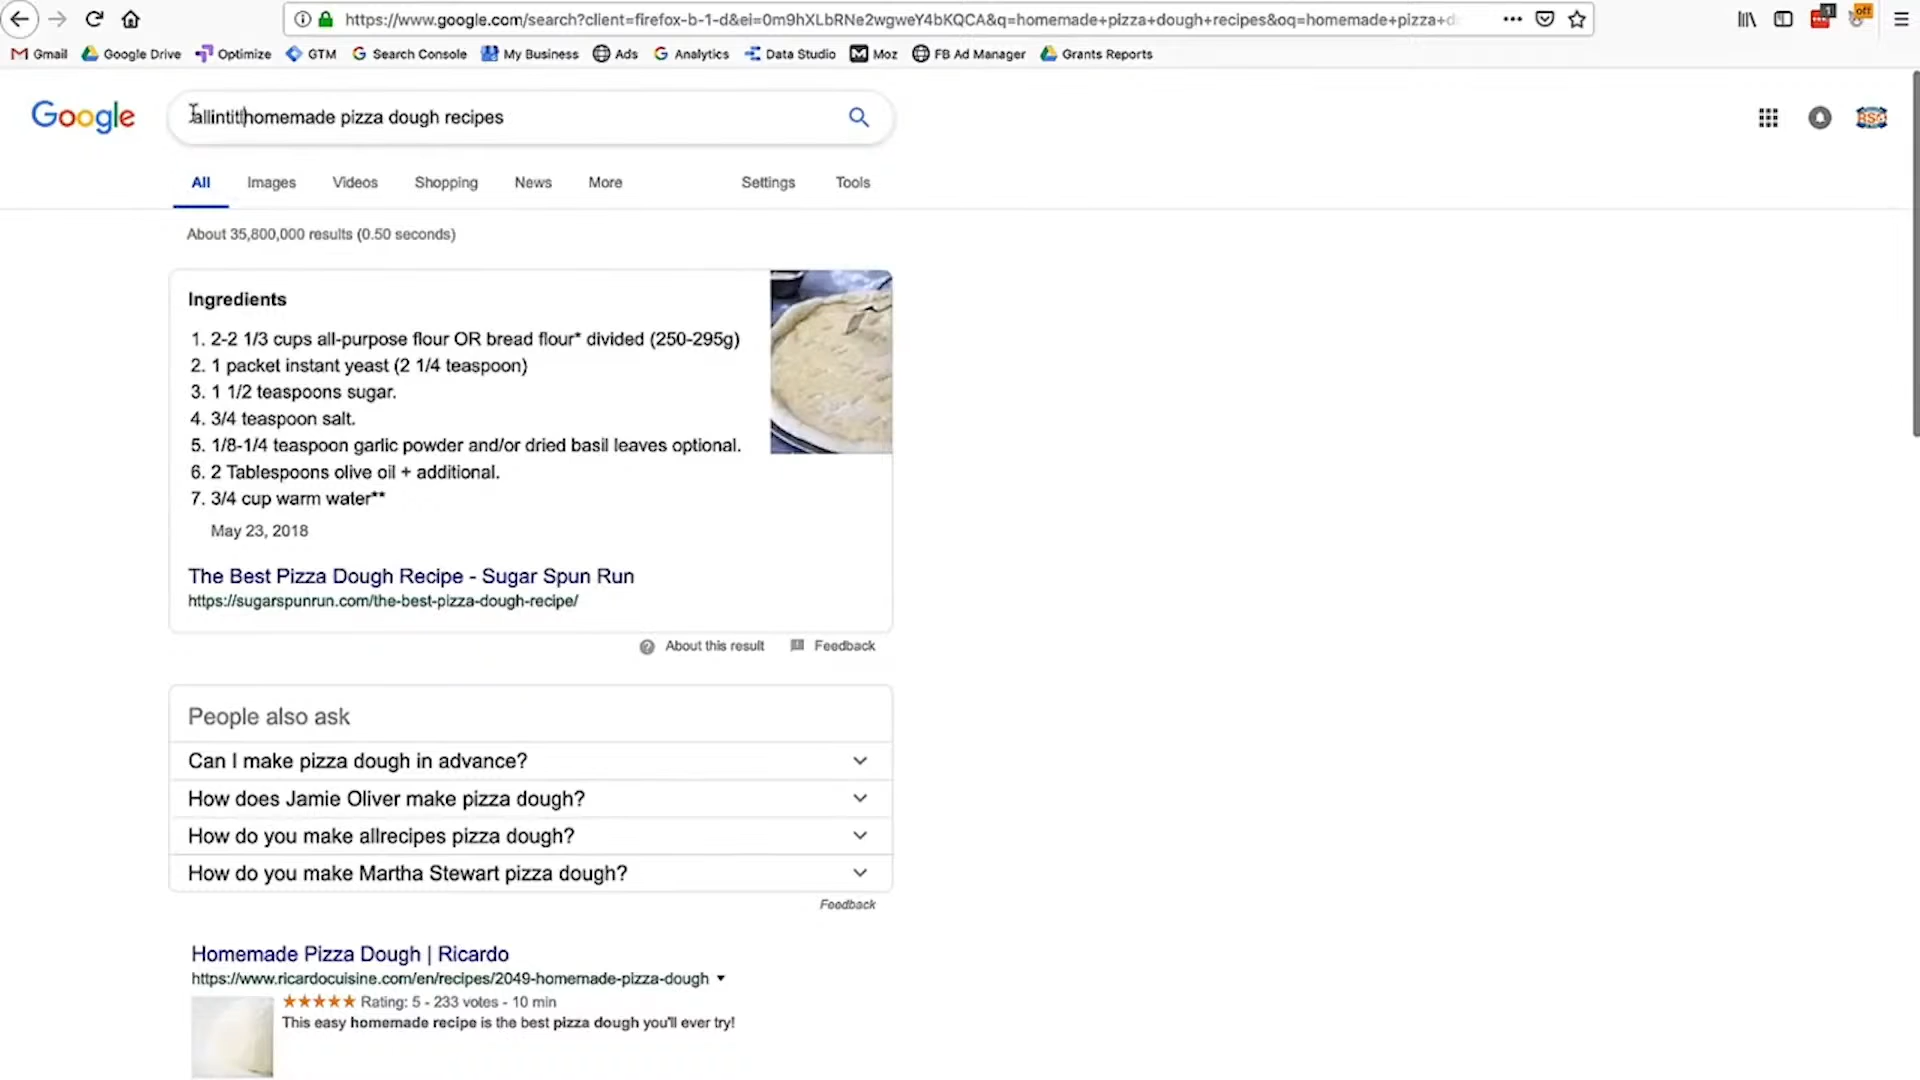 https://www.google.com/search?client=firefox-b-1-d&ei=0m9hXLbRNe2wgweY4bKQCA&q=homemade+pizza+dough+recipes&oq=homemade+pizza+d
1
off
Gmail Google Drive Optimize GTM Search Console My Business Ads Analytics Data Studio Moz FB Ad Manager Grants Reports
Google
allintitlhomemade pizza dough recipes
All Images Videos Shopping News More Settings Tools
About 35,800,000 results (0.50 seconds)
Ingredients
1. 2-2 1/3 cups all-purpose flour OR bread flour* divided (250-295g)
2. 1 packet instant yeast (2 1/4 teaspoon)
3. 1 1/2 teaspoons sugar.
4. 3/4 teaspoon salt.
5. 1/8-1/4 teaspoon garlic powder and/or dried basil leaves optional.
6. 2 Tablespoons olive oil + additional.
7. 3/4 cup warm water**
May 23, 2018
The Best Pizza Dough Recipe - Sugar Spun Run
https://sugarspunrun.com/the-best-pizza-dough-recipe/
About this result Feedback
People also ask
Can I make pizza dough in advance?
How does Jamie Oliver make pizza dough?
How do you make allrecipes pizza dough?
How do you make Martha Stewart pizza dough?
Feedback
Homemade Pizza Dough | Ricardo
https://www.ricardocuisine.com/en/recipes/2049-homemade-pizza-dough
Rating: 5 - 233 votes - 10 min
This easy homemade recipe is the best pizza dough you'll ever try!